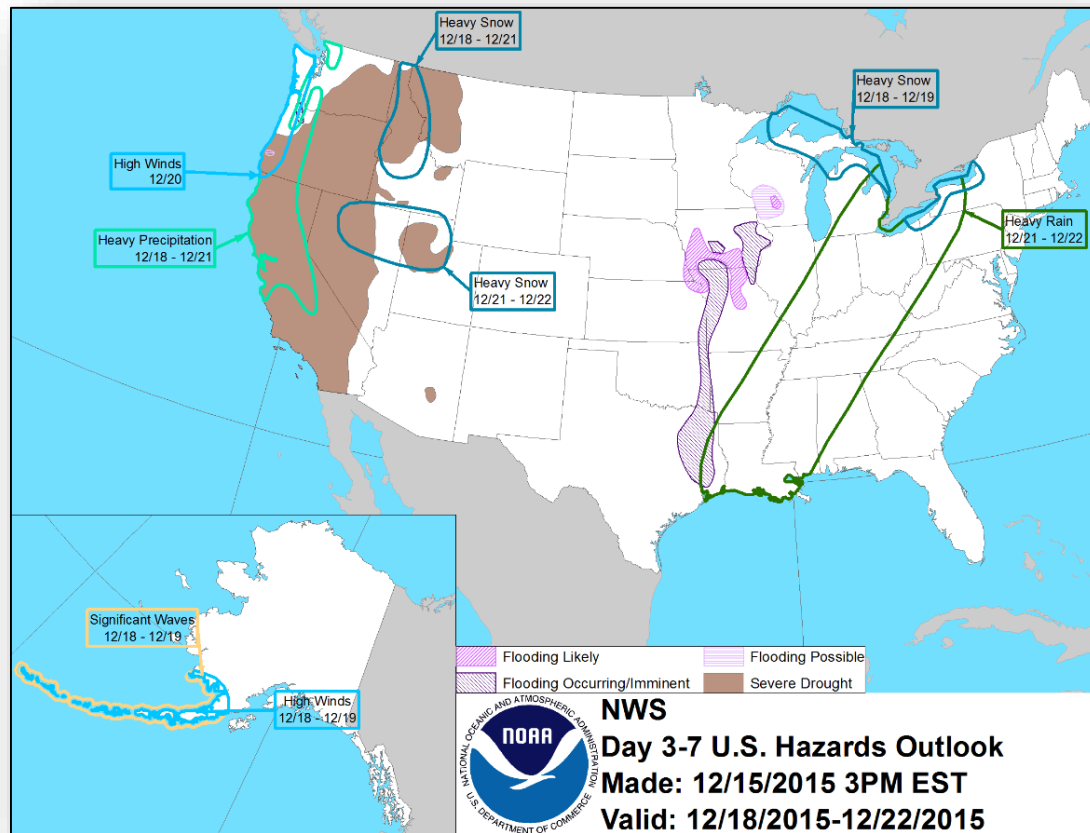 Heavy Snow
12/18 - 12/21
Heavy Snow
12/18 - 12/19
High Winds
12/20
Heavy Precipitation
12/18 - 12/21
Heavy Rain
12/21 - 12/22
Heavy Snow
12/21 - 12/22
Significant Waves
12/18 - 12/19
High Winds
12/18 - 12/19
Flooding Likely
Flooding Possible
Flooding Occurring/Imminent
Severe Drought
NATIONAL OCEANIC AND ATMOSPHERIC ADMINISTRATION
NOAA
U.S. DEPARTMENT OF COMMERCE
NWS
Day 3-7 U.S. Hazards Outlook
Made: 12/15/2015 3PM EST
Valid: 12/18/2015-12/22/2015